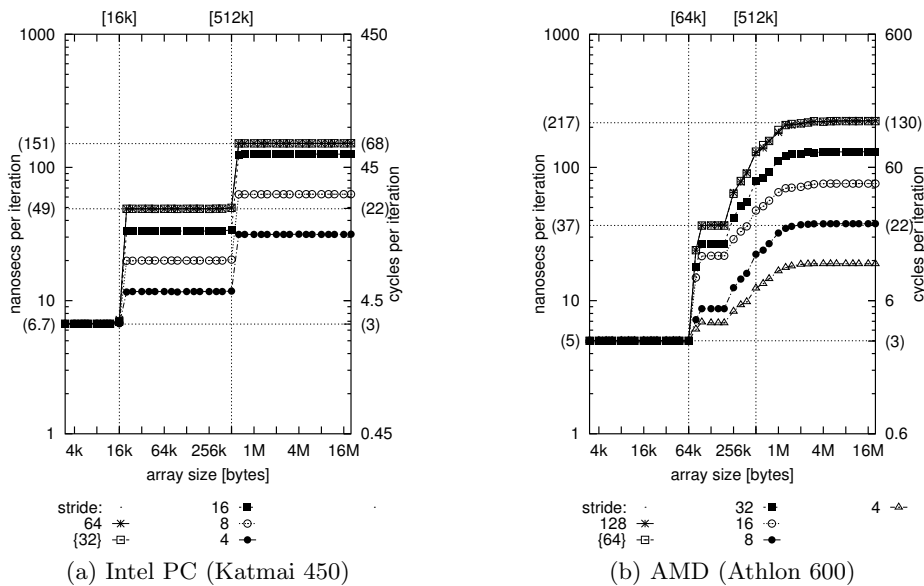 [16k] [512k]
1000 450
(151) (68)
100 45
(49) (22)
10 4.5
(6.7) (3)
1 0.45
nanosecs per iteration
cycles per iteration
4k 16k 64k 256k 1M 4M 16M
array size [bytes]
stride: 16
64 8
{32} 4
(a) Intel PC (Katmai 450)
[64k] [512k]
1000 600
(217) (130)
100 60
(37) (22)
10 6
(5) (3)
1 0.6
nanosecs per iteration
cycles per iteration
4k 16k 64k 256k 1M 4M 16M
array size [bytes]
stride: 32 4
128 16
{64} 8
(b) AMD (Athlon 600)